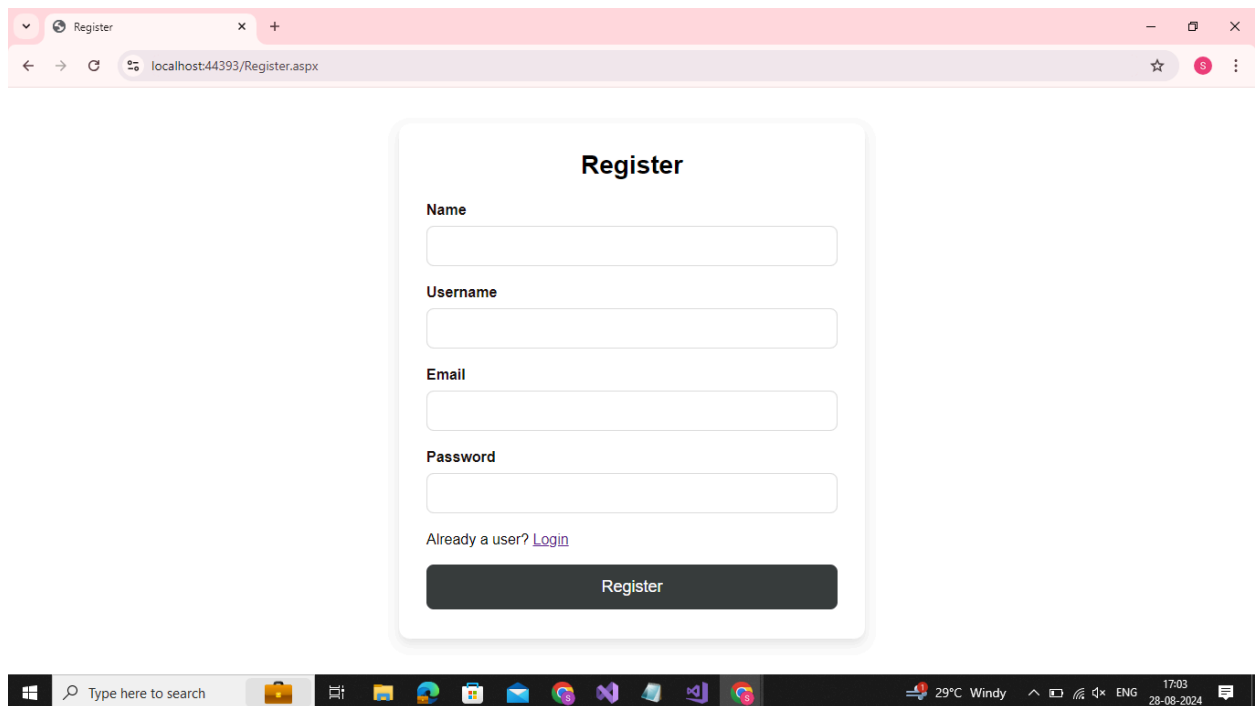 Register
localhost:44393/Register.aspx
S
Register
Name
Username
Email
Password
Already a user? Login
Register
Type here to search
29°C Windy
ENG
17:03
28-08-2024